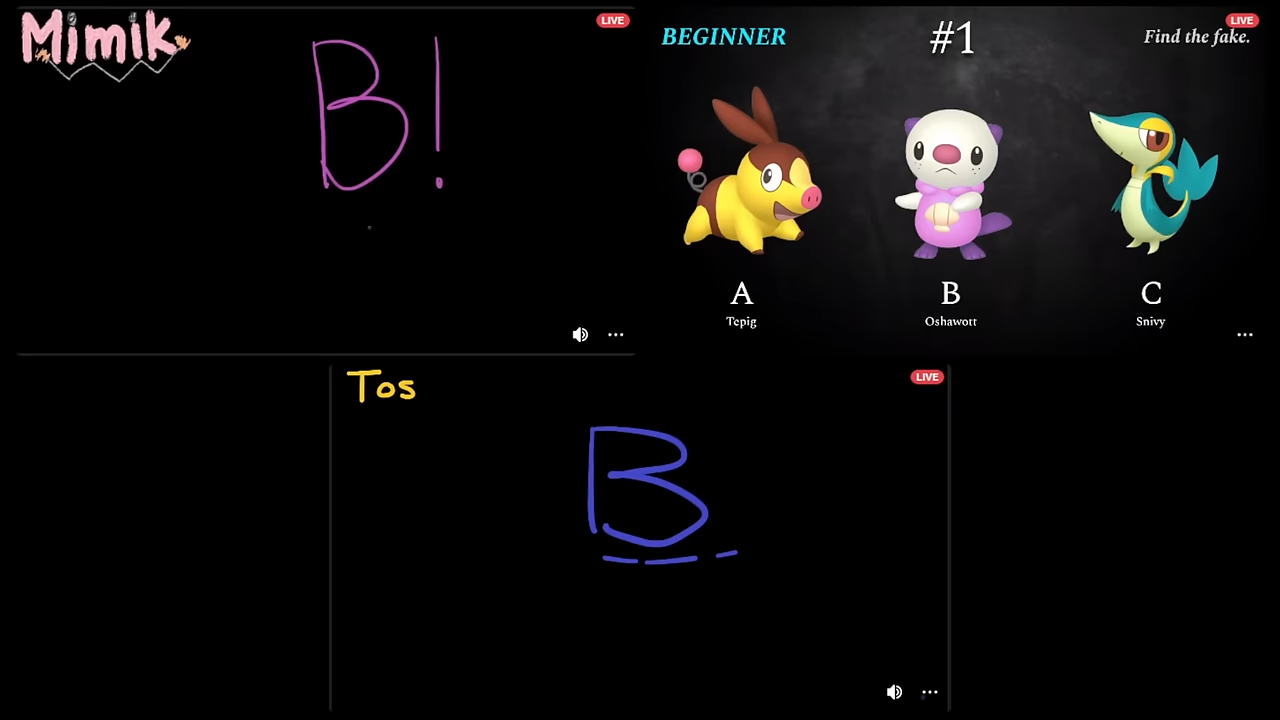 Mimik
B!
LIVE
BEGINNER
#1
Find the fake.
LIVE
A
B
C
Tepig
Oshawott
Snivy
Tos
B
LIVE